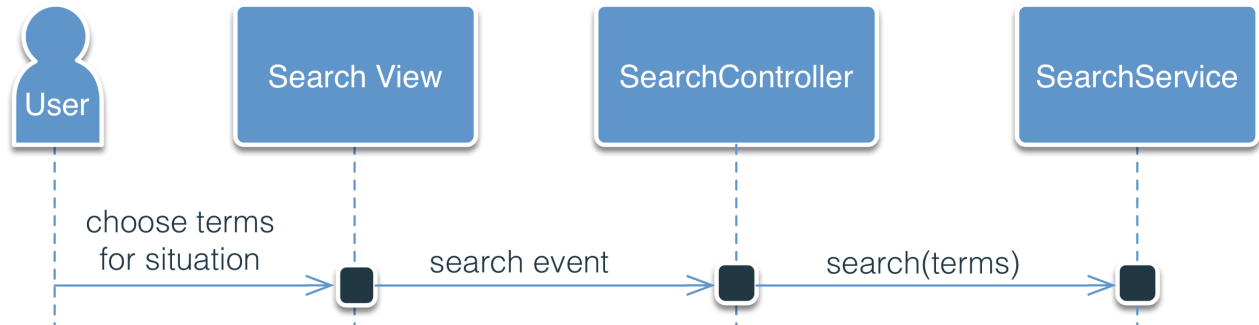 User
Search View
SearchController
SearchService
choose terms
for situation
search event
search(terms)